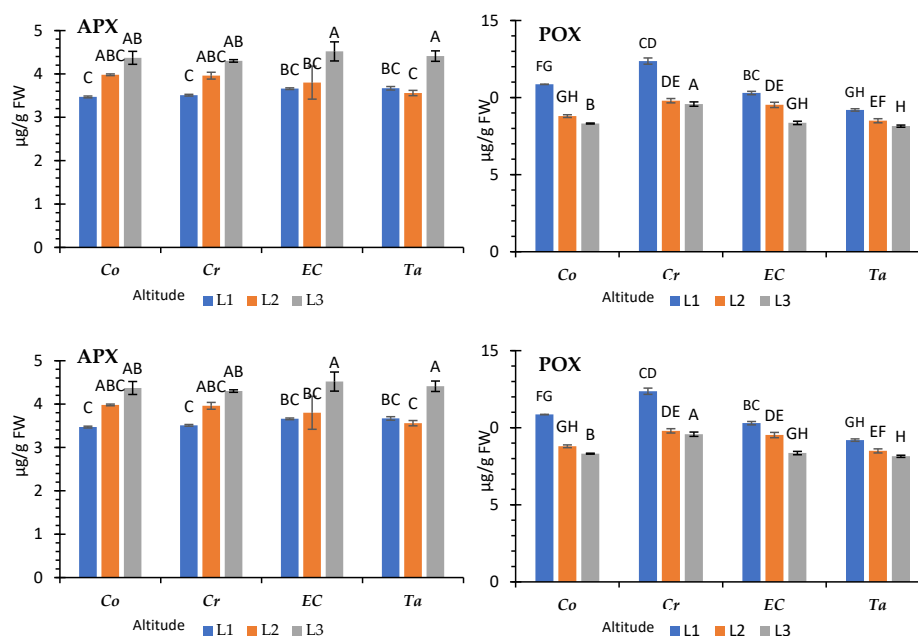 APX
µg/g FW
5
4
3
2
1
0
C ABC AB C ABC AB BC BC A BC C A
Co Cr EC Ta
Altitude L1 L2 L3
POX
µg/g FW
15
0
5
0
FG GH B CD DE A BC DE GH GH EF H
Co Cr EC Ta
Altitude L1 L2 L3
APX
µg/g FW
5
4
3
2
1
0
C ABC AB C ABC AB BC BC A BC C A
Co Cr EC Ta
Altitude L1 L2 L3
POX
µg/g FW
15
0
5
0
FG GH B CD DE A BC DE GH GH EF H
Co Cr EC Ta
Altitude L1 L2 L3